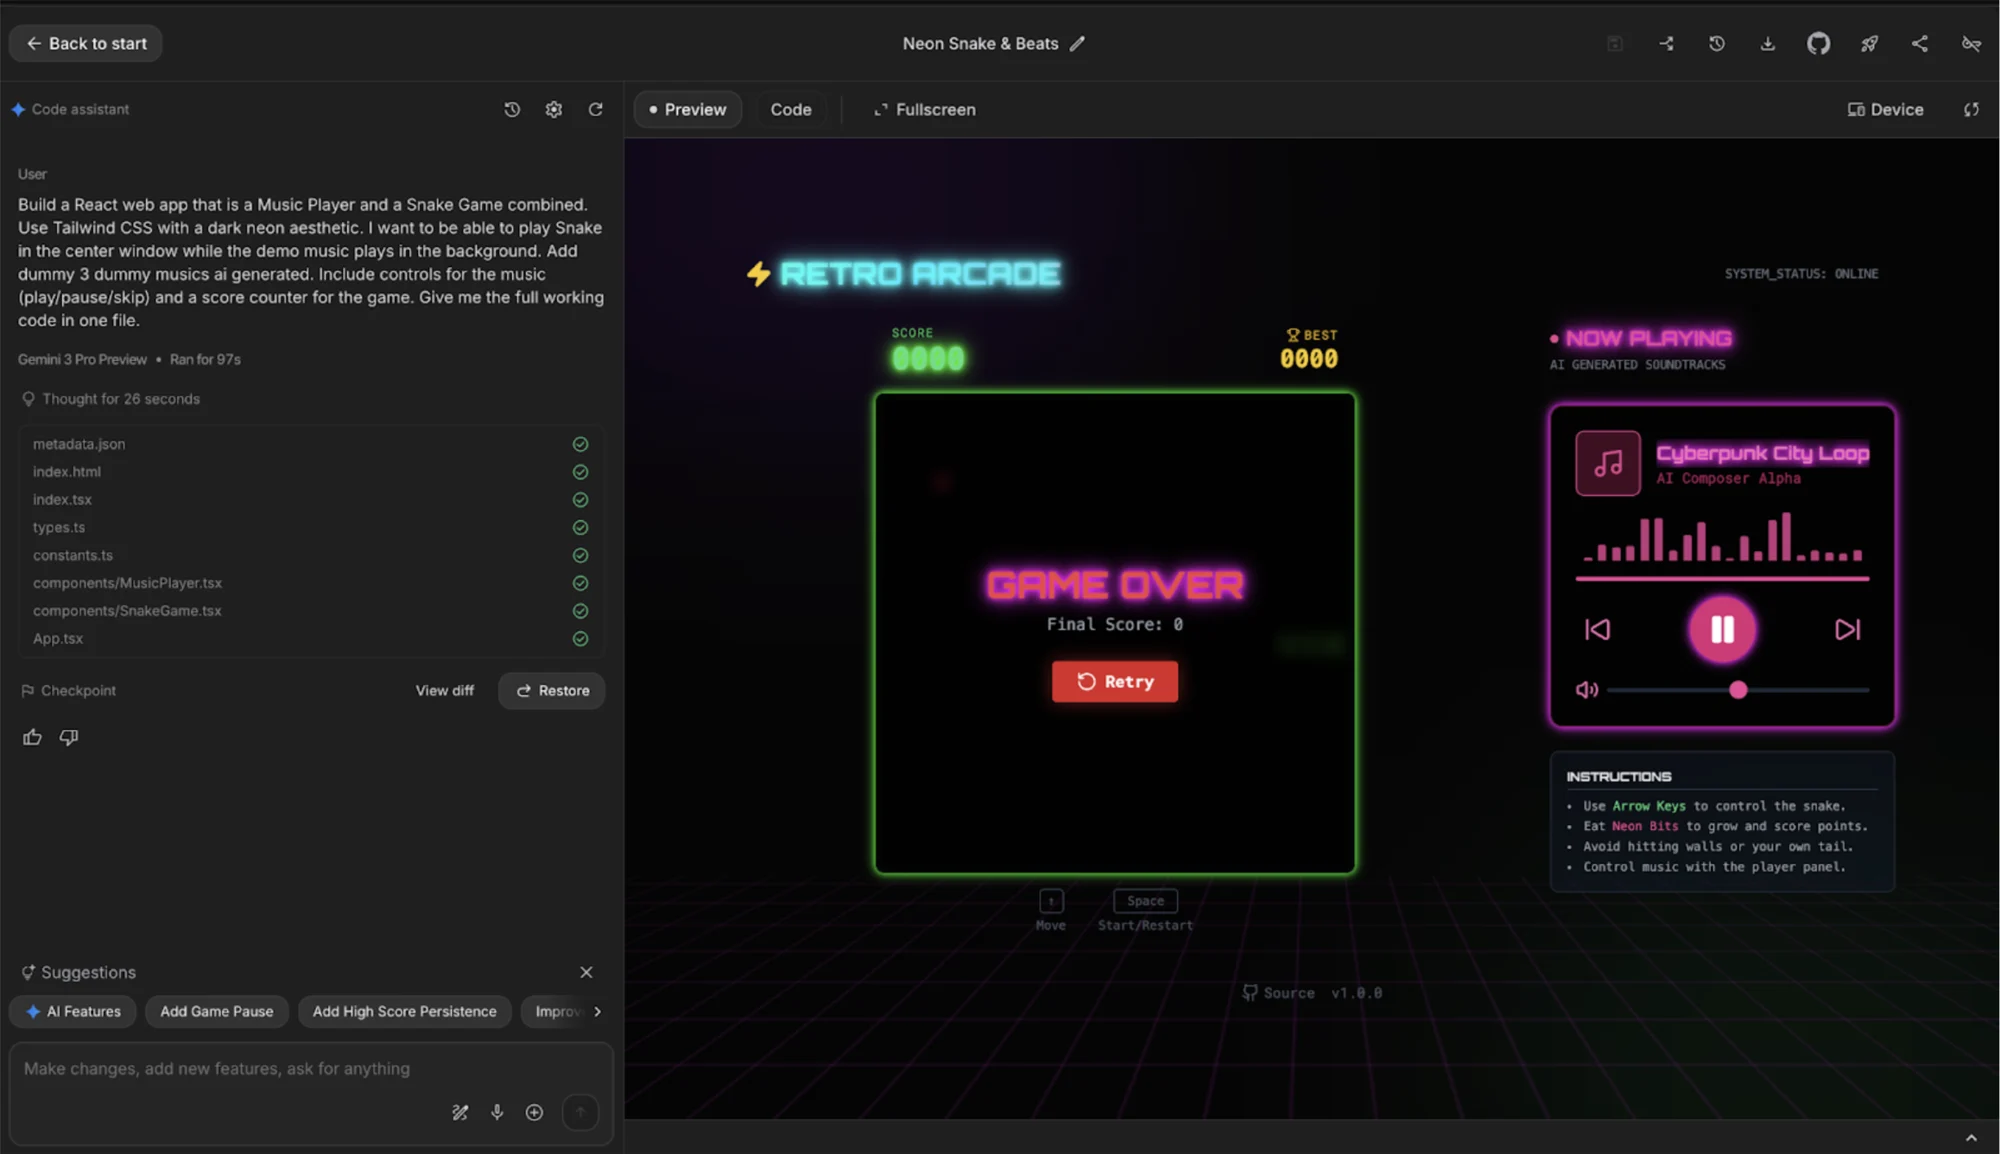 Back to start
Neon Snake & Beats
Code assistant
Preview
Code
Fullscreen
Device
User
Build a React web app that is a Music Player and a Snake Game combined.
Use Tailwind CSS with a dark neon aesthetic. I want to be able to play Snake
in the center window while the demo music plays in the background. Add
dummy 3 dummy musics ai generated. Include controls for the music
(play/pause/skip) and a score counter for the game. Give me the full working
code in one file.
Gemini 3 Pro Preview • Ran for 97s
Thought for 26 seconds
metadata.json
index.html
index.tsx
types.ts
constants.ts
components/MusicPlayer.tsx
components/SnakeGame.tsx
App.tsx
Checkpoint
View diff
Restore
Suggestions
AI Features
Add Game Pause
Add High Score Persistence
Improv
Make changes, add new features, ask for anything
RETRO ARCADE
SYSTEM_STATUS: ONLINE
SCORE
0000
BEST
0000
GAME OVER
Final Score: 0
Retry
↑
Move
Space
Start/Restart
NOW PLAYING
AI GENERATED SOUNDTRACKS
Cyberpunk City Loop
AI Composer Alpha
INSTRUCTIONS
• Use Arrow Keys to control the snake.
• Eat Neon Bits to grow and score points.
• Avoid hitting walls or your own tail.
• Control music with the player panel.
Source v1.0.0